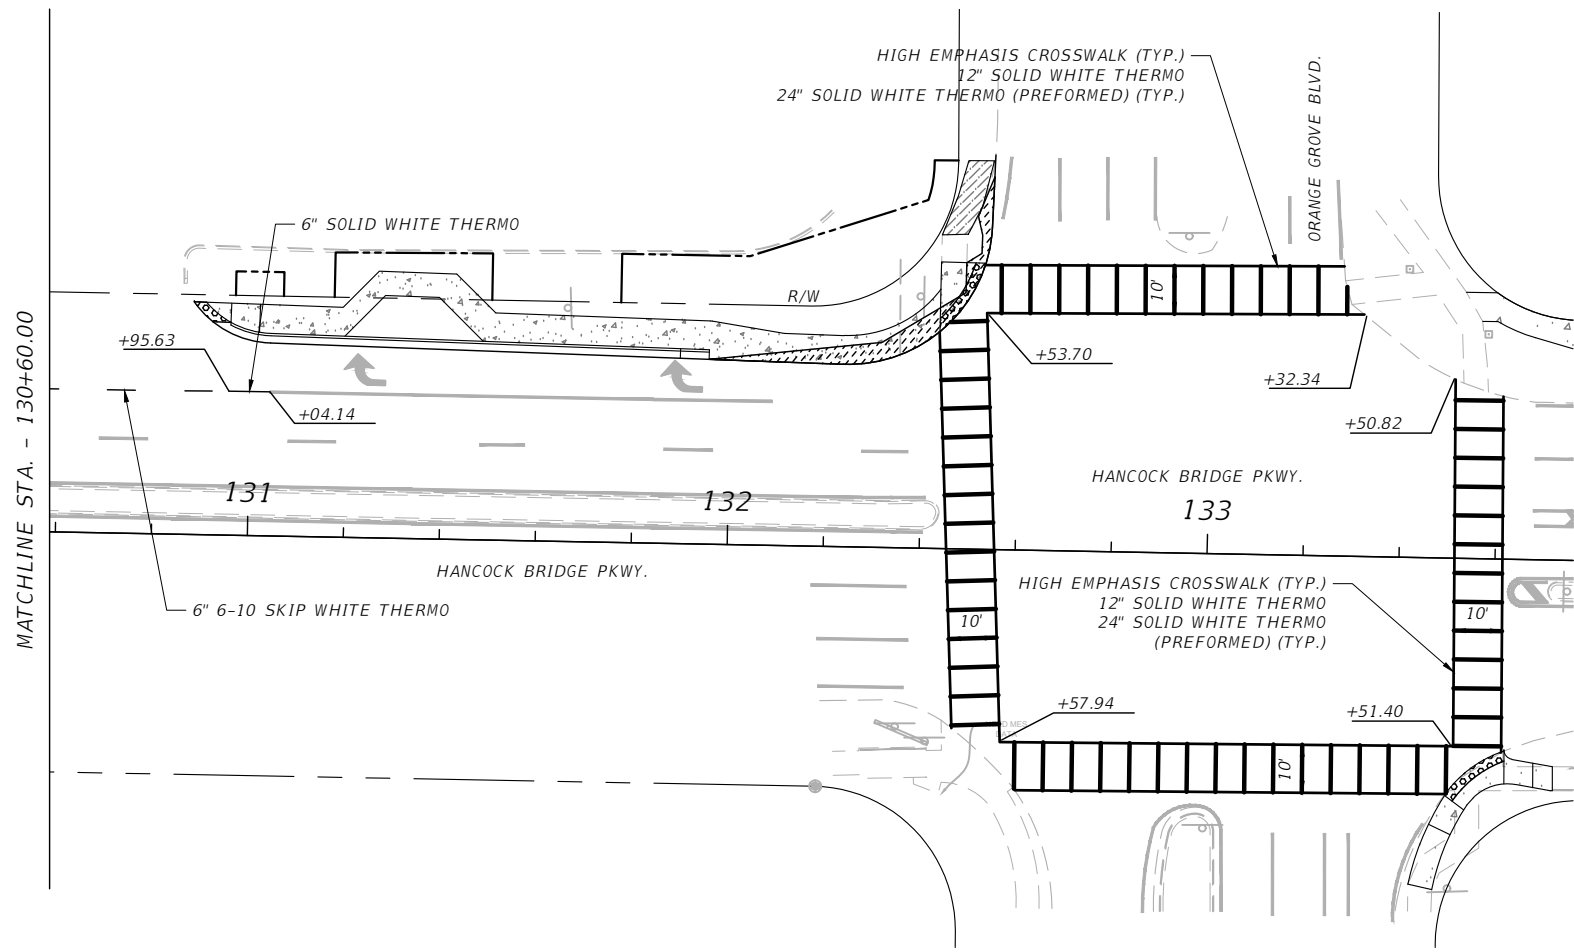 HIGH EMPHASIS CROSSWALK (TYP.)
12" SOLID WHITE THERMO
24" SOLID WHITE THERMO (PREFORMED) (TYP.)
ORANGE GROVE BLVD.
6" SOLID WHITE THERMO
R/W
10'
+95.63
+53.70
+32.34
+04.14
+50.82
MATCHLINE STA. - 130+60.00
HANCOCK BRIDGE PKWY.
131
132
133
HANCOCK BRIDGE PKWY.
HIGH EMPHASIS CROSSWALK (TYP.)
12" SOLID WHITE THERMO
24" SOLID WHITE THERMO
(PREFORMED) (TYP.)
6" 6-10 SKIP WHITE THERMO
10'
10'
+57.94
+51.40
10'